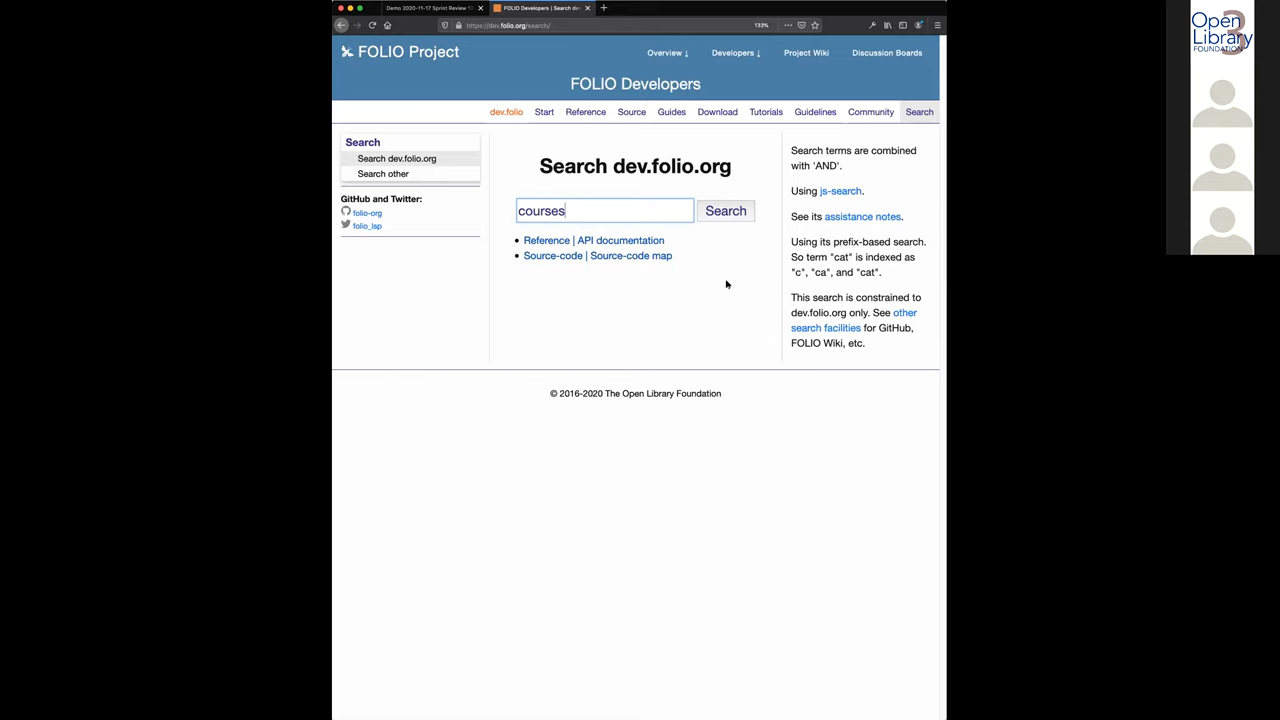 Demo 2020-11-17 Sprint Review 1
FOLIO Developers | Search dev
https://dev.folio.org/search/
133%
FOLIO Project
Overview ↓
Developers ↓
Project Wiki
Discussion Boards
FOLIO Developers
dev.folio
Start
Reference
Source
Guides
Download
Tutorials
Guidelines
Community
Search
Search
Search dev.folio.org
Search other
GitHub and Twitter:
folio-org
folio_lsp
Search dev.folio.org
courses
Search
Reference | API documentation
Source-code | Source-code map
Search terms are combined
with 'AND'.
Using js-search.
See its assistance notes.
Using its prefix-based search.
So term "cat" is indexed as
"c", "ca", and "cat".
This search is constrained to
dev.folio.org only. See other
search facilities for GitHub,
FOLIO Wiki, etc.
© 2016-2020 The Open Library Foundation
Open
Library
FOUNDATION
3